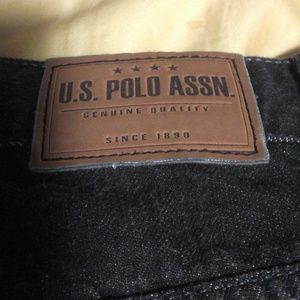 U.S. POLO ASSN.
GENUINE QUALITY
SINCE 1890